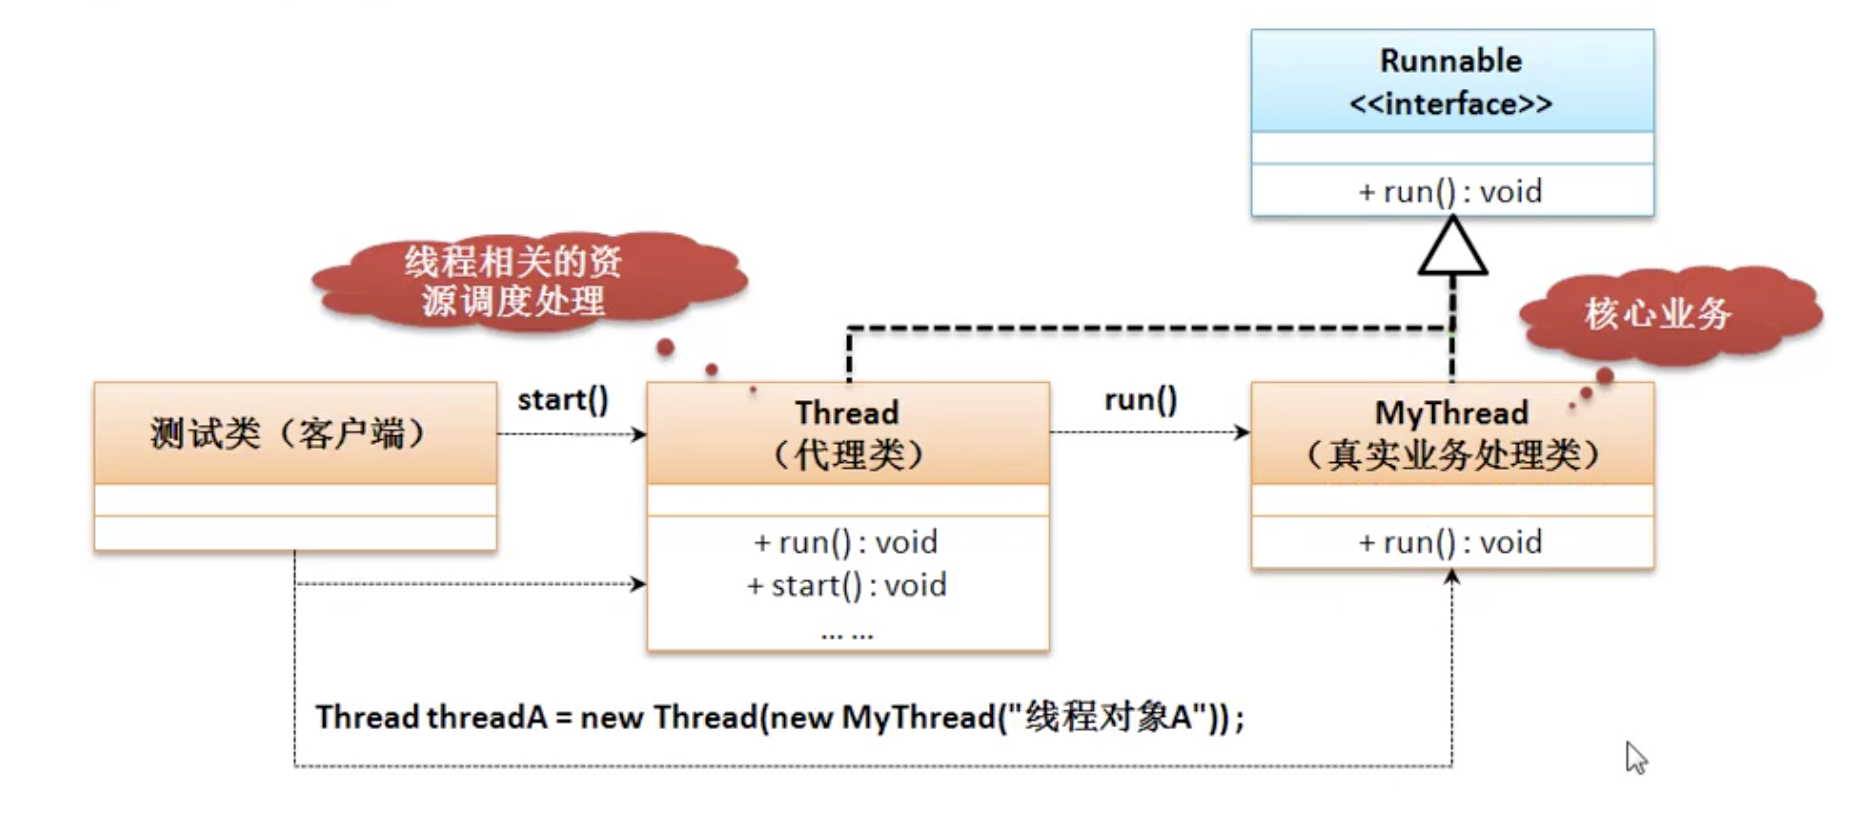 Runnable
<<interface>>
+ run() : void
线程相关的资
源调度处理
核心业务
测试类（客户端）
start()
Thread
（代理类）
run()
MyThread
（真实业务处理类）
+ run() : void
+ start() : void
... ...
+ run() : void
Thread threadA = new Thread(new MyThread("线程对象A")) ;